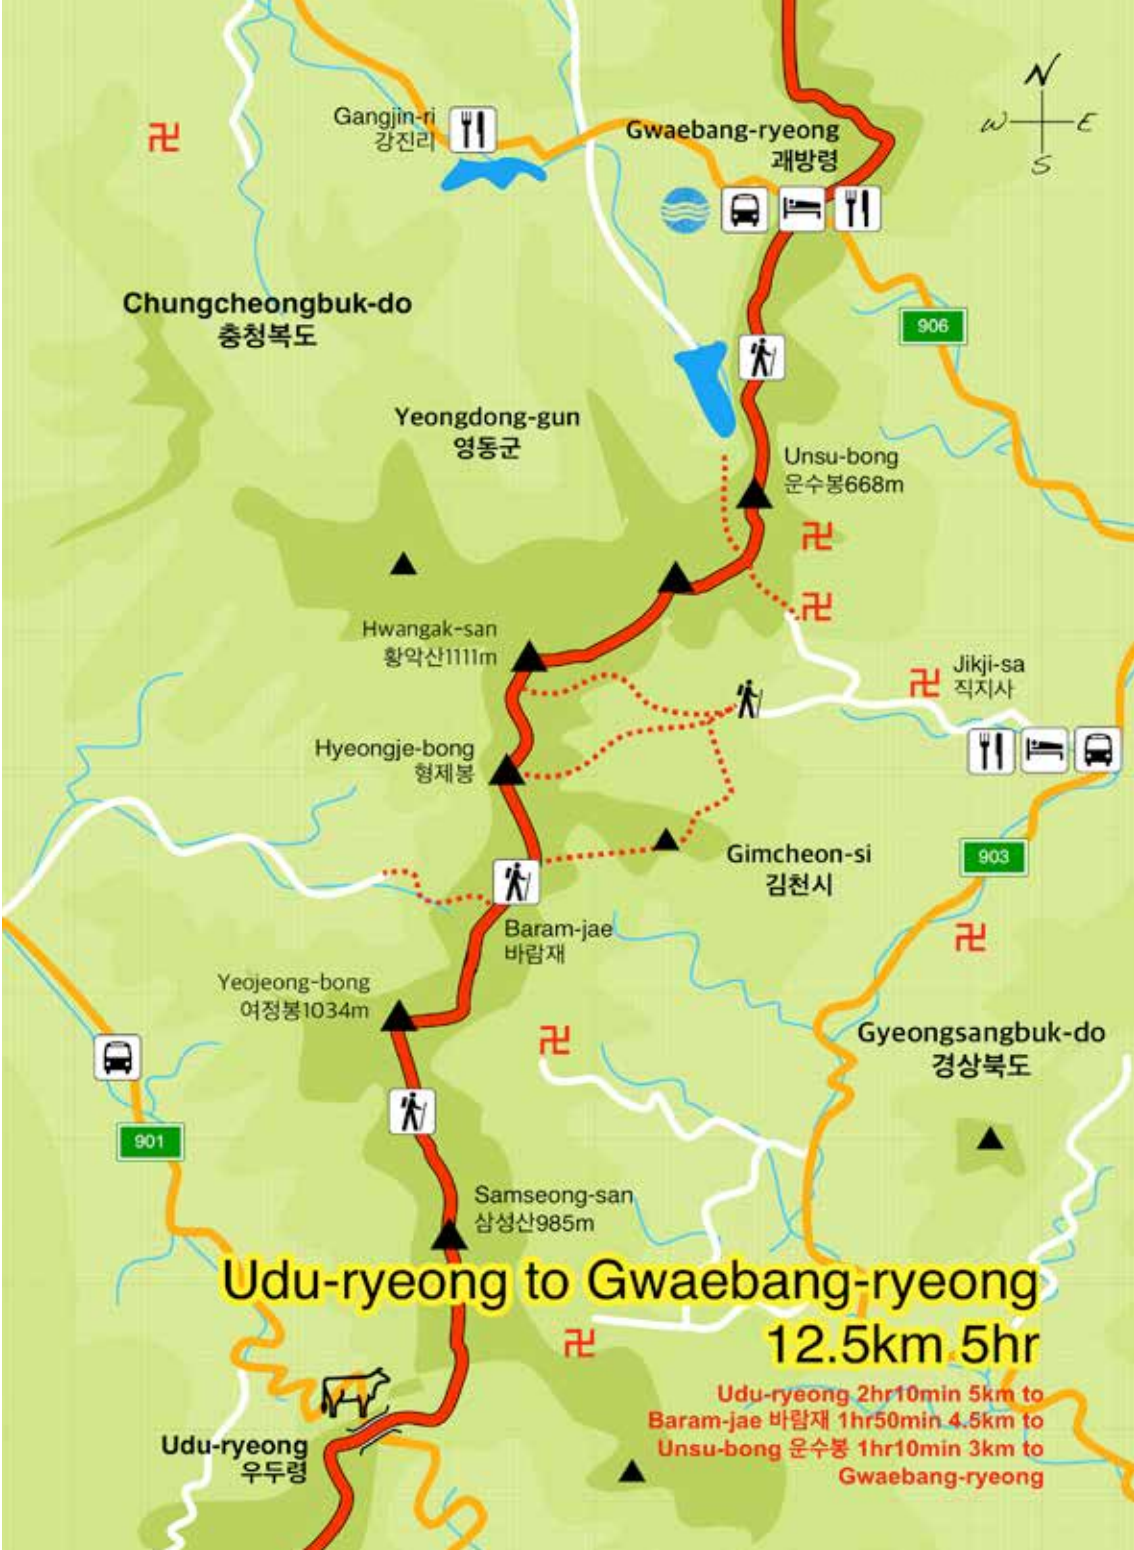 N
W
E
S
Gangjin-ri
강진리
Gwaebang-ryeong
괘방령
Chungcheongbuk-do
충청복도
906
Yeongdong-gun
영동군
Unsu-bong
운수봉668m
Hwangak-san
황악산1111m
Jikji-sa
직지사
Hyeongje-bong
형제봉
Gimcheon-si
김천시
903
Baram-jae
바람재
Yeojeong-bong
여정봉1034m
Gyeongsangbuk-do
경상북도
901
Samseong-san
삼성산985m
Udu-ryeong to Gwaebang-ryeong
12.5km 5hr
Udu-ryeong 2hr10min 5km to
Baram-jae 바람재 1hr50min 4.5km to
Unsu-bong 운수봉 1hr10min 3km to
Gwaebang-ryeong
Udu-ryeong
우두령